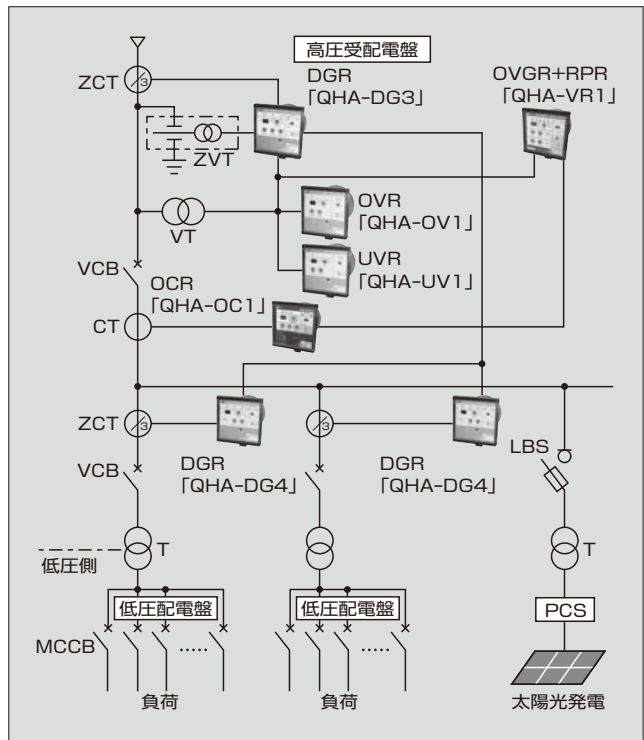 高圧受配電盤
ZCT
3
DGR
「QHA-DG3」
OVGR+RPR
「QHA-VR1」
ZVT
VT
OVR
「QHA-OV1」
UVR
「QHA-UV1」
VCB
OCR
「QHA-OC1」
CT
ZCT
3
3
DGR
「QHA-DG4」
DGR
「QHA-DG4」
LBS
VCB
T
T
低圧側
低圧配電盤
低圧配電盤
PCS
MCCB
負荷
負荷
太陽光発電